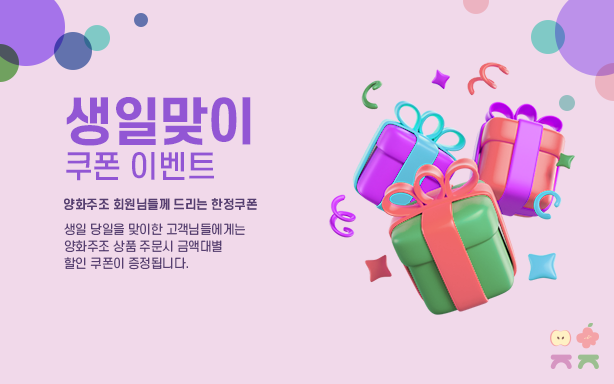 생일맞이
쿠폰 이벤트
양화주조 회원님들께 드리는 한정쿠폰
생일 당일을 맞이한 고객님들에게는
양화주조 상품 주문시 금액대별
할인 쿠폰이 증정됩니다.